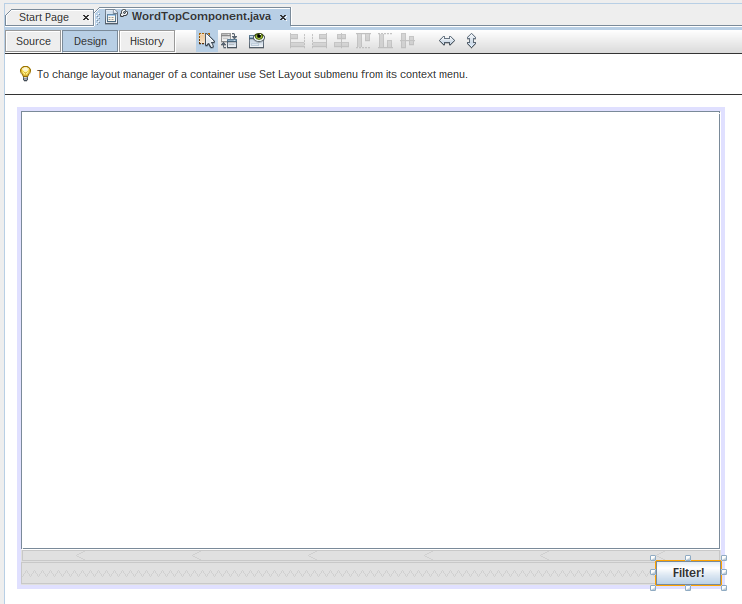 Start Page
WordTopComponent.java
Source
Design
History
To change layout manager of a container use Set Layout submenu from its context menu.
Filter!